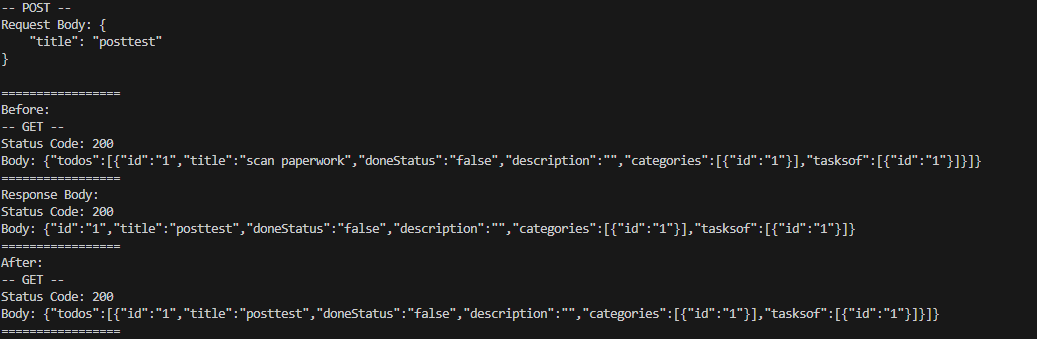 -- POST --
Request Body: {
    "title": "posttest"
}
=================
Before:
-- GET --
Status Code: 200
Body: {"todos":[{"id":"1","title":"scan paperwork","doneStatus":"false","description":"","categories":[{"id":"1"}],"tasksof":[{"id":"1"}]}]}
=================
Response Body:
Status Code: 200
Body: {"id":"1","title":"posttest","doneStatus":"false","description":"","categories":[{"id":"1"}],"tasksof":[{"id":"1"}]}
=================
After:
-- GET --
Status Code: 200
Body: {"todos":[{"id":"1","title":"posttest","doneStatus":"false","description":"","categories":[{"id":"1"}],"tasksof":[{"id":"1"}]}]}
=================